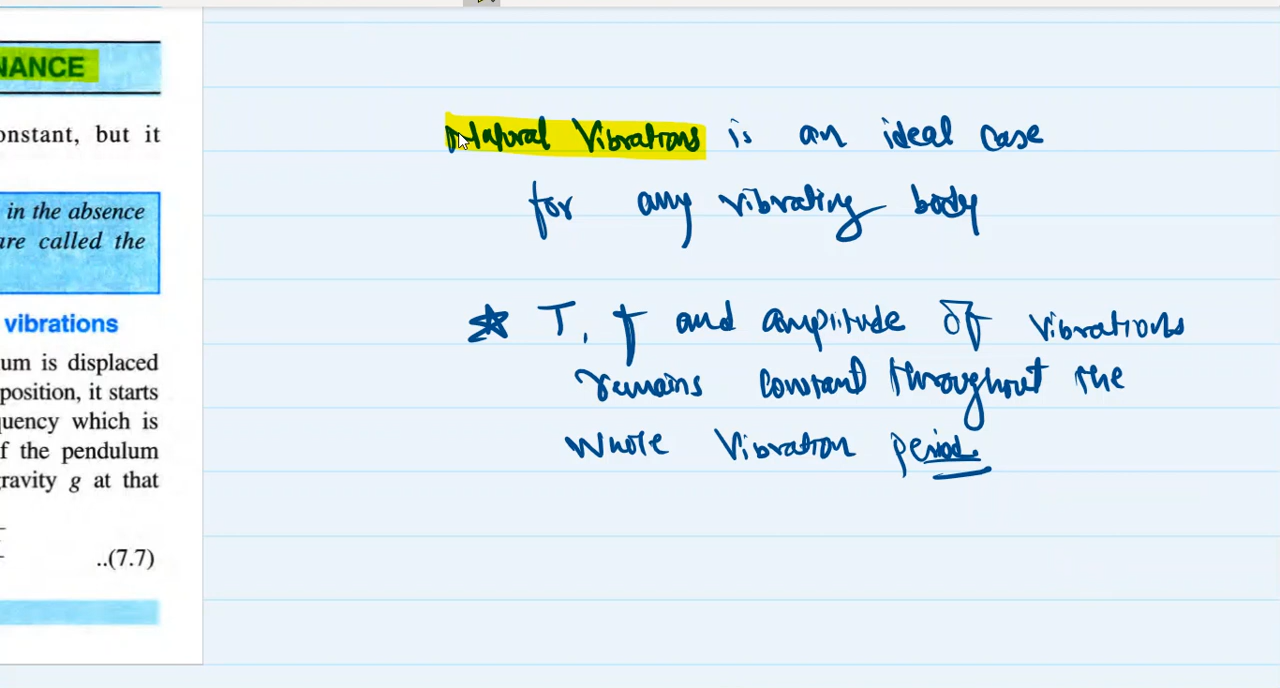 NANCE
onstant, but it
in the absence
are called the
vibrations
um is displaced
position, it starts
quency which is
f the pendulum
gravity g at that
..(7.7)
Natural Vibrations is an ideal case
for any vibrating body
T, f and amplitude of vibrations
remains constant throughout the
whole vibration period